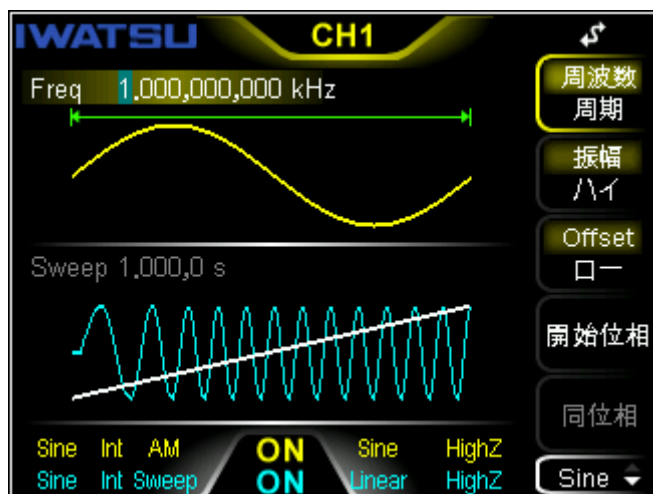 IWATSU
CH1
Freq 1.000,000,000 kHz
周波数
周期
振幅
ハイ
Offset
ロー
Sweep 1.000,0 s
開始位相
同位相
Sine Int AM ON Sine HighZ
Sine Int Sweep ON Linear HighZ
Sine